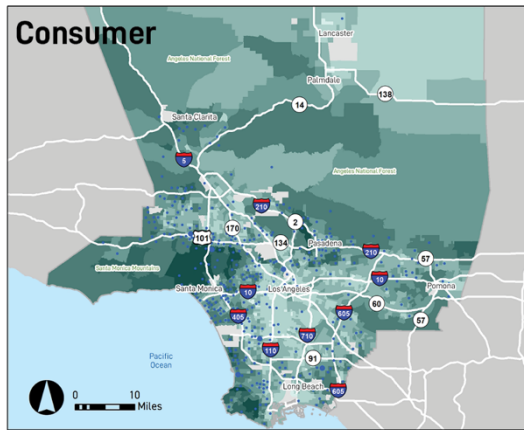 Consumer
Lancaster
Angeles National Forest
Palmdale
138
14
Santa Clarita
5
Angeles National Forest
210
2
170
101
134
Pasadena
210
57
Santa Monica Mountains
10
Santa Monica
10
Los Angeles
Pomona
60
405
605
57
710
110
91
Pacific
Ocean
Long Beach
605
0 10
Miles